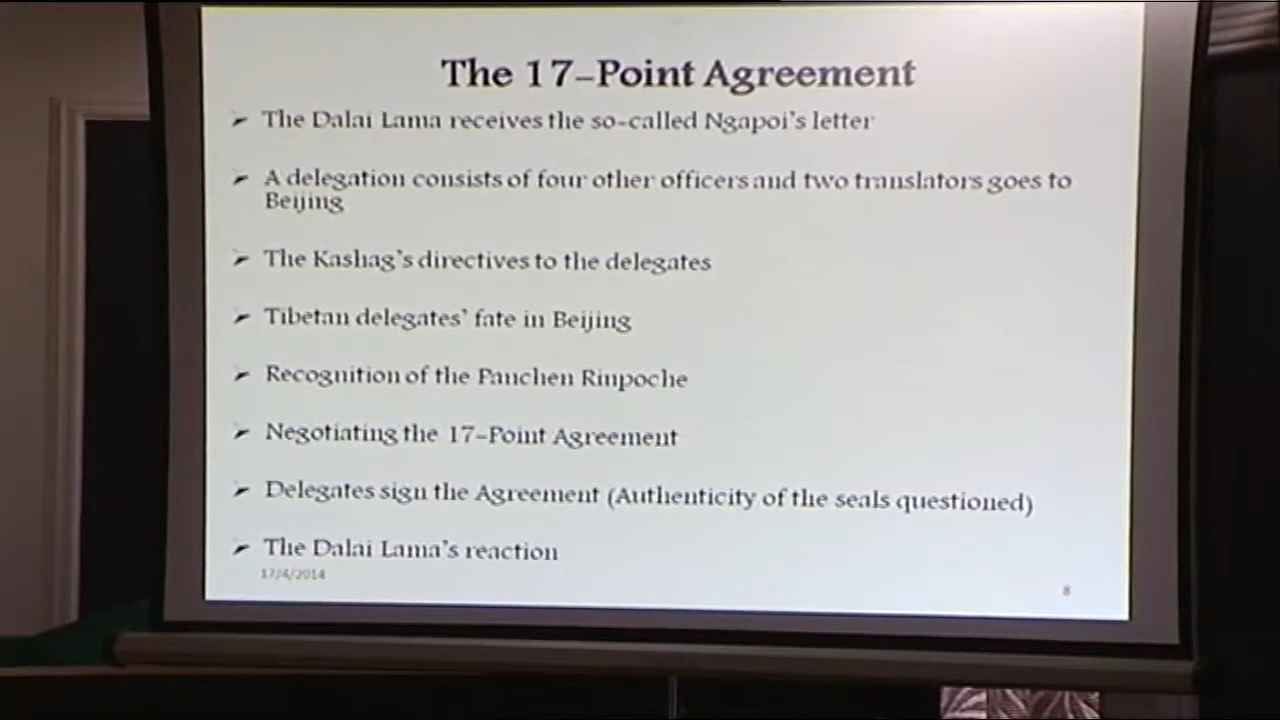 The 17-Point Agreement
➢ The Dalai Lama receives the so-called Ngapoi's letter
➢ A delegation consists of four other officers and two translators goes to
Beijing
➢ The Kashag's directives to the delegates
➢ Tibetan delegates' fate in Beijing
➢ Recognition of the Panchen Rinpoche
➢ Negotiating the 17-Point Agreement
➢ Delegates sign the Agreement (Authenticity of the seals questioned)
➢ The Dalai Lama's reaction
17/4/2014
8